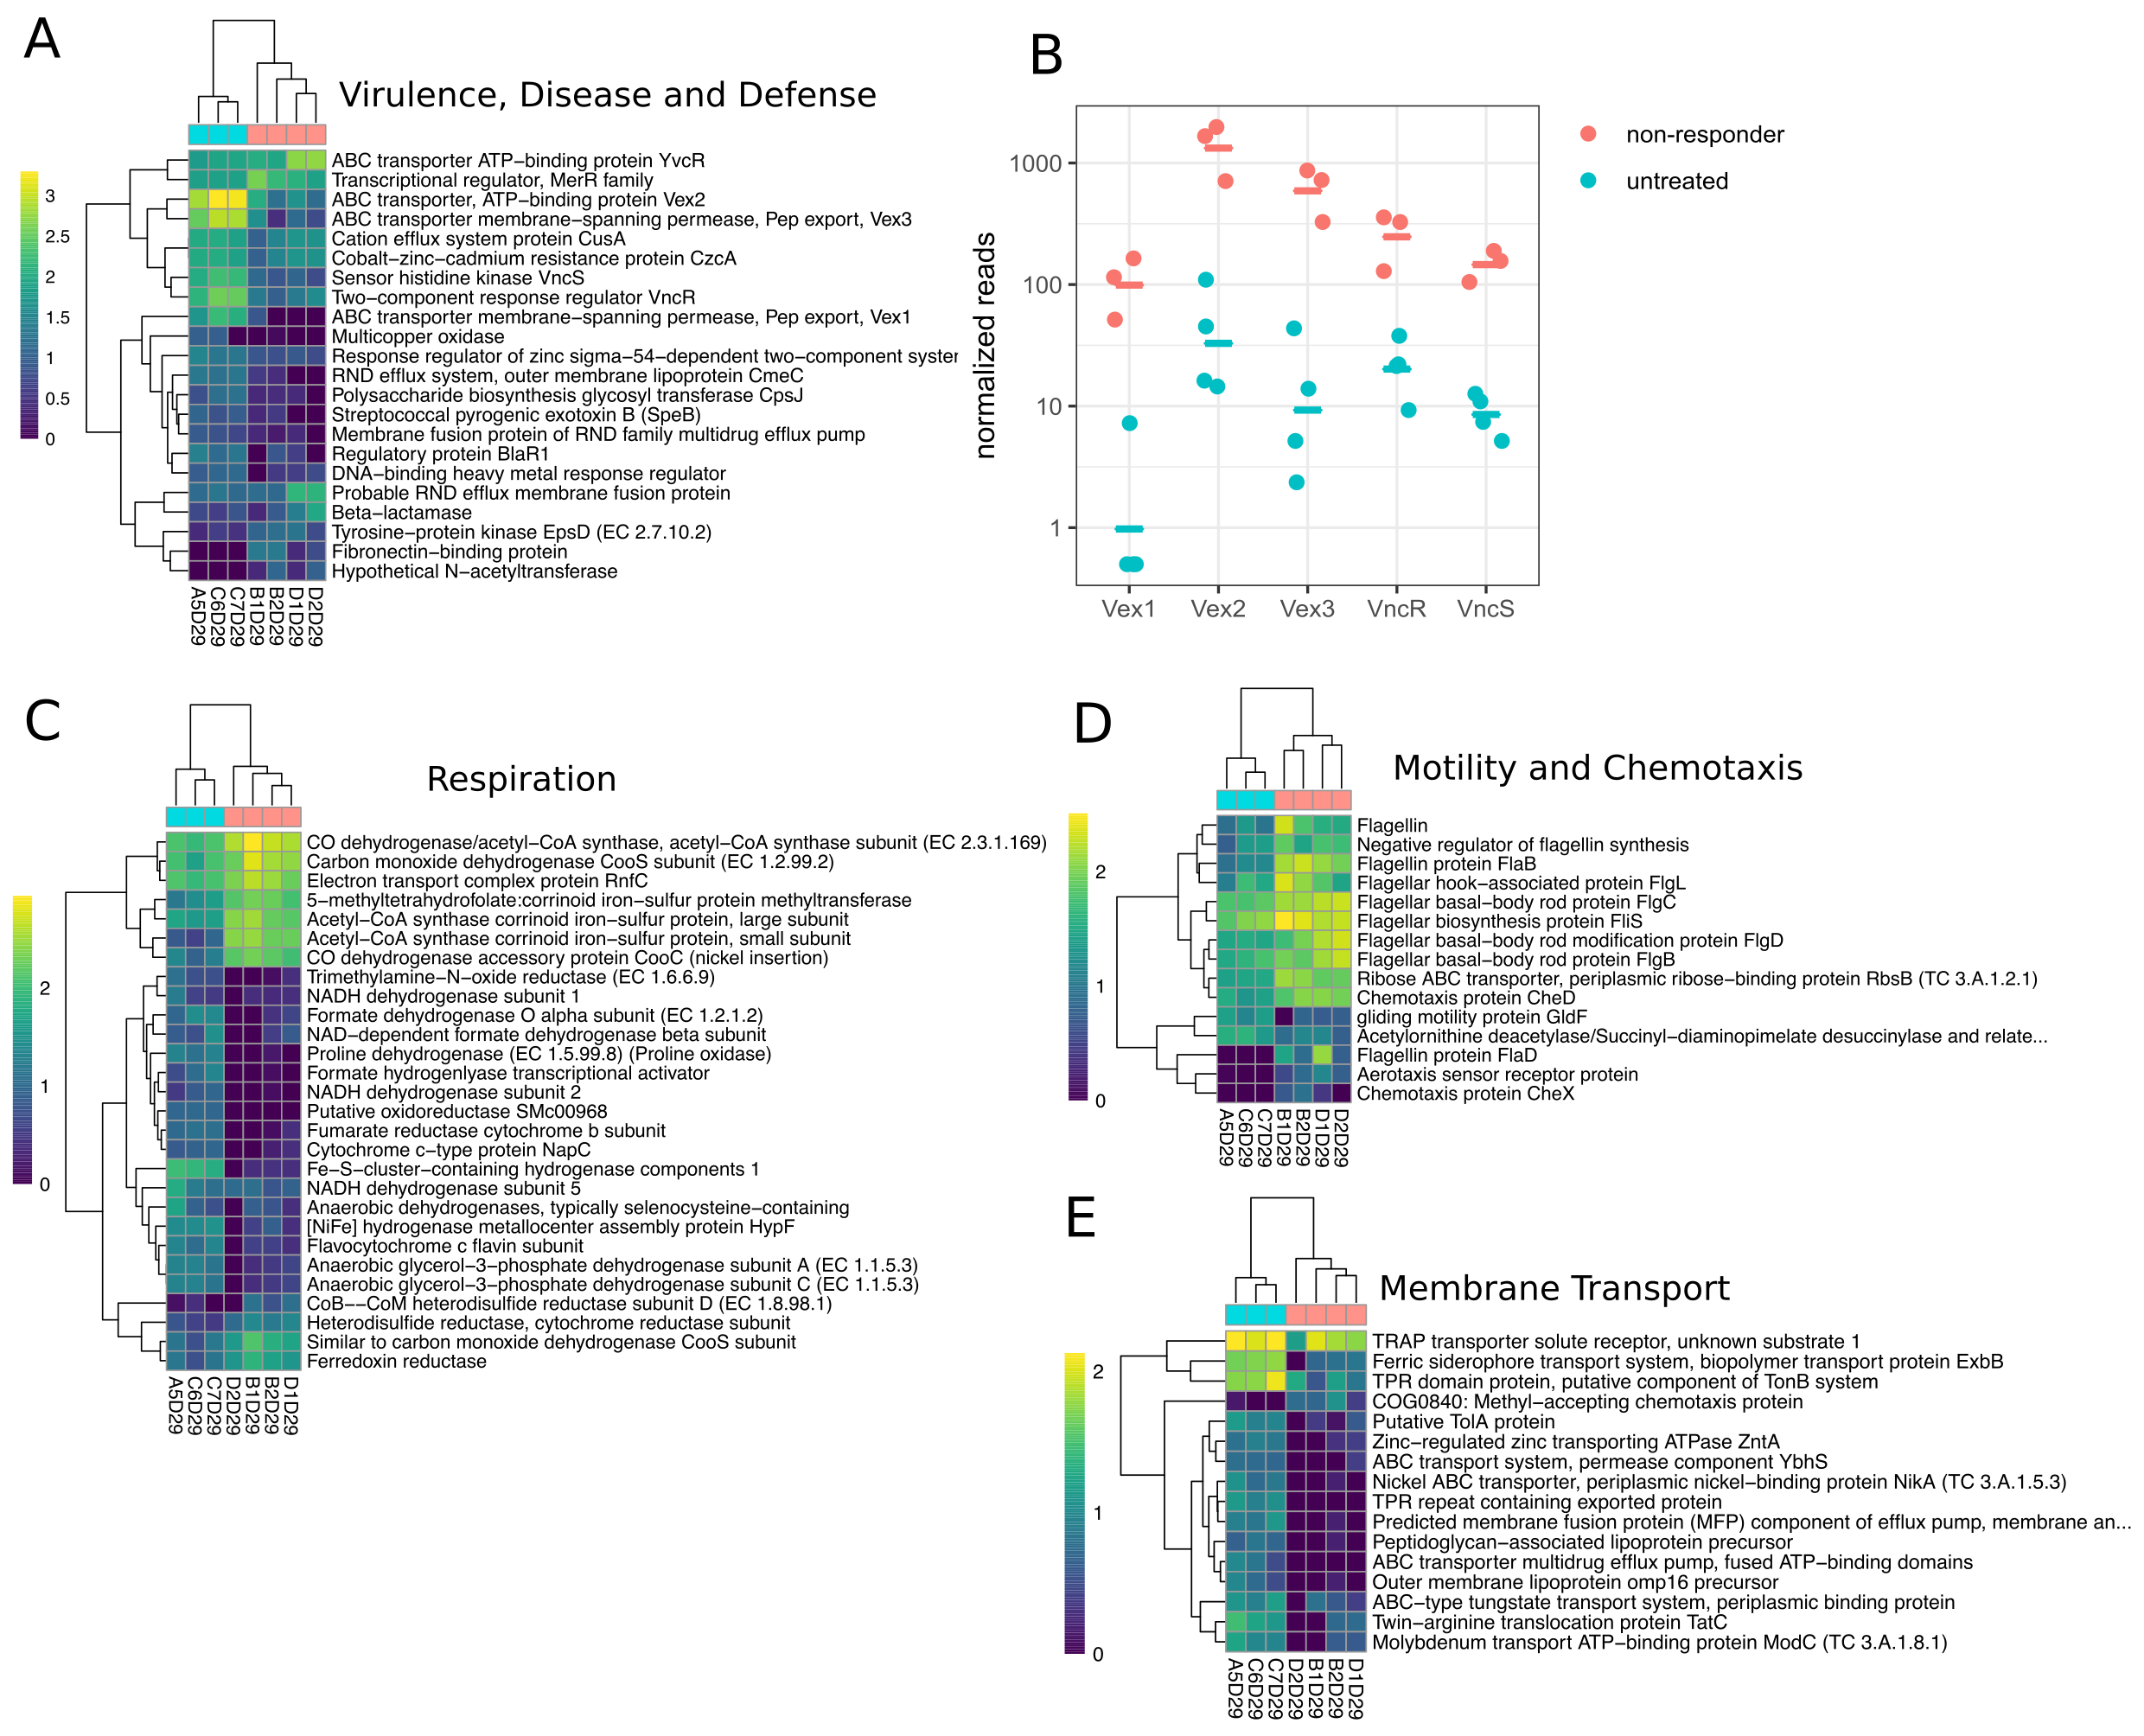 A
Virulence, Disease and Defense
3
2.5
2
1.5
1
0.5
0
ABC transporter ATP−binding protein YvcR
Transcriptional regulator, MerR family
ABC transporter, ATP−binding protein Vex2
ABC transporter membrane−spanning permease, Pep export, Vex3
Cation efflux system protein CusA
Cobalt−zinc−cadmium resistance protein CzcA
Sensor histidine kinase VncS
Two−component response regulator VncR
ABC transporter membrane−spanning permease, Pep export, Vex1
Multicopper oxidase
Response regulator of zinc sigma−54−dependent two−component syster
RND efflux system, outer membrane lipoprotein CmeC
Polysaccharide biosynthesis glycosyl transferase CpsJ
Streptococcal pyrogenic exotoxin B (SpeB)
Membrane fusion protein of RND family multidrug efflux pump
Regulatory protein BlaR1
DNA−binding heavy metal response regulator
Probable RND efflux membrane fusion protein
Beta−lactamase
Tyrosine−protein kinase EpsD (EC 2.7.10.2)
Fibronectin−binding protein
Hypothetical N−acetyltransferase
A5D29
C6D29
C7D29
B1D29
B2D29
D1D29
D2D29
B
normalized reads
1000
100
10
1
Vex1
Vex2
Vex3
VncR
VncS
non-responder
untreated
C
Respiration
2
1
0
CO dehydrogenase/acetyl−CoA synthase, acetyl−CoA synthase subunit (EC 2.3.1.169)
Carbon monoxide dehydrogenase CooS subunit (EC 1.2.99.2)
Electron transport complex protein RnfC
5−methyltetrahydrofolate:corrinoid iron−sulfur protein methyltransferase
Acetyl−CoA synthase corrinoid iron−sulfur protein, large subunit
Acetyl−CoA synthase corrinoid iron−sulfur protein, small subunit
CO dehydrogenase accessory protein CooC (nickel insertion)
Trimethylamine−N−oxide reductase (EC 1.6.6.9)
NADH dehydrogenase subunit 1
Formate dehydrogenase O alpha subunit (EC 1.2.1.2)
NAD−dependent formate dehydrogenase beta subunit
Proline dehydrogenase (EC 1.5.99.8) (Proline oxidase)
Formate hydrogenlyase transcriptional activator
NADH dehydrogenase subunit 2
Putative oxidoreductase SMc00968
Fumarate reductase cytochrome b subunit
Cytochrome c−type protein NapC
Fe−S−cluster−containing hydrogenase components 1
NADH dehydrogenase subunit 5
Anaerobic dehydrogenases, typically selenocysteine−containing
[NiFe] hydrogenase metallocenter assembly protein HypF
Flavocytochrome c flavin subunit
Anaerobic glycerol−3−phosphate dehydrogenase subunit A (EC 1.1.5.3)
Anaerobic glycerol−3−phosphate dehydrogenase subunit C (EC 1.1.5.3)
CoB−−CoM heterodisulfide reductase subunit D (EC 1.8.98.1)
Heterodisulfide reductase, cytochrome reductase subunit
Similar to carbon monoxide dehydrogenase CooS subunit
Ferredoxin reductase
A5D29
C6D29
C7D29
D2D29
B1D29
B2D29
D1D29
D
Motility and Chemotaxis
2
1
0
Flagellin
Negative regulator of flagellin synthesis
Flagellin protein FlaB
Flagellar hook−associated protein FlgL
Flagellar basal−body rod protein FlgC
Flagellar biosynthesis protein FliS
Flagellar basal−body rod modification protein FlgD
Flagellar basal−body rod protein FlgB
Ribose ABC transporter, periplasmic ribose−binding protein RbsB (TC 3.A.1.2.1)
Chemotaxis protein CheD
gliding motility protein GldF
Acetylornithine deacetylase/Succinyl−diaminopimelate desuccinylase and relate...
Flagellin protein FlaD
Aerotaxis sensor receptor protein
Chemotaxis protein CheX
A5D29
C6D29
C7D29
B1D29
B2D29
D1D29
D2D29
E
Membrane Transport
2
1
0
TRAP transporter solute receptor, unknown substrate 1
Ferric siderophore transport system, biopolymer transport protein ExbB
TPR domain protein, putative component of TonB system
COG0840: Methyl−accepting chemotaxis protein
Putative TolA protein
Zinc−regulated zinc transporting ATPase ZntA
ABC transport system, permease component YbhS
Nickel ABC transporter, periplasmic nickel−binding protein NikA (TC 3.A.1.5.3)
TPR repeat containing exported protein
Predicted membrane fusion protein (MFP) component of efflux pump, membrane an...
Peptidoglycan−associated lipoprotein precursor
ABC transporter multidrug efflux pump, fused ATP−binding domains
Outer membrane lipoprotein omp16 precursor
ABC−type tungstate transport system, periplasmic binding protein
Twin−arginine translocation protein TatC
Molybdenum transport ATP−binding protein ModC (TC 3.A.1.8.1)
A5D29
C6D29
C7D29
D2D29
B1D29
B2D29
D1D29